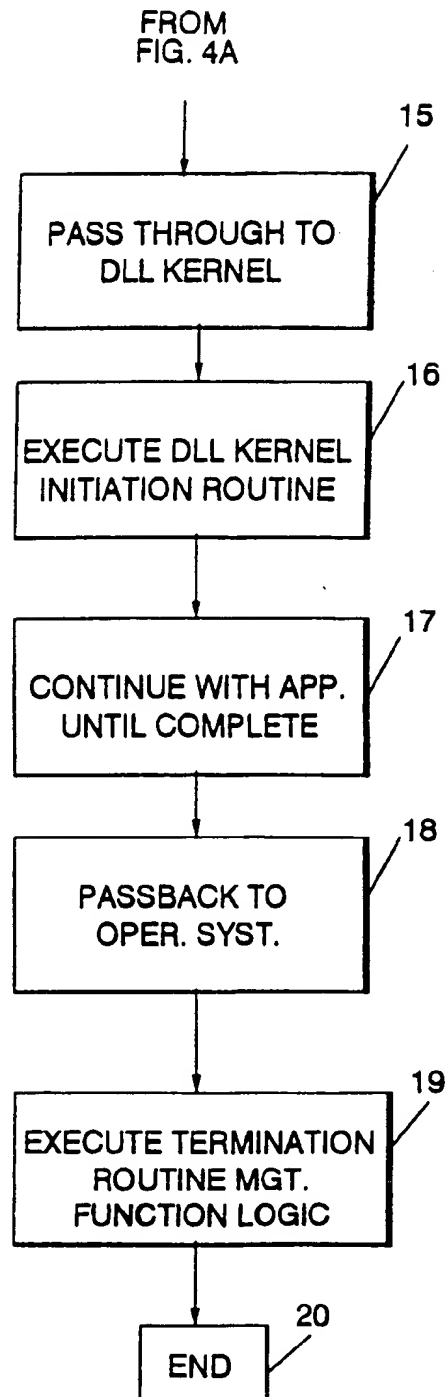 FROM
FIG. 4A
15
PASS THROUGH TO
DLL KERNEL
16
EXECUTE DLL KERNEL
INITIATION ROUTINE
17
CONTINUE WITH APP.
UNTIL COMPLETE
18
PASSBACK TO
OPER. SYST.
19
EXECUTE TERMINATION
ROUTINE MGT.
FUNCTION LOGIC
20
END